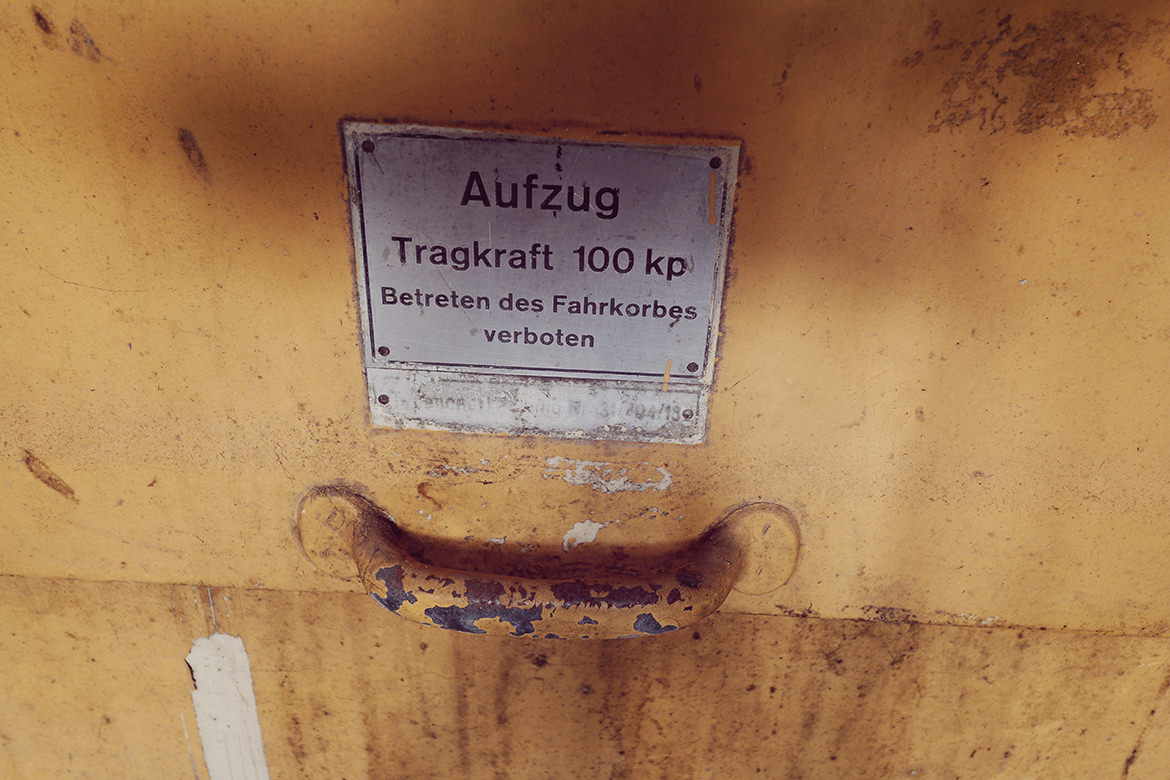 Aufzug
Tragkraft 100 kp
Betreten des Fahrkorbes
verboten